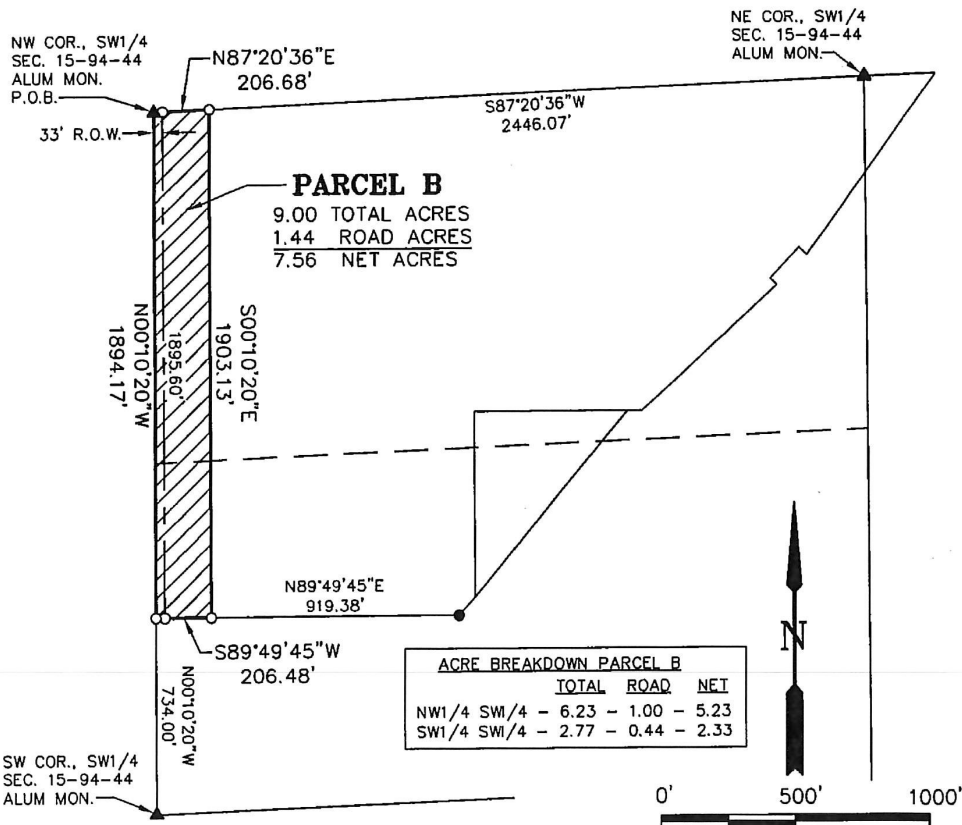 NW COR., SW1/4
SEC. 15-94-44
ALUM MON.
P.O.B.
N87°20'36"E
206.68'
NE COR., SW1/4
SEC. 15-94-44
ALUM MON.
S87°20'36"W
2446.07'
33' R.O.W.
PARCEL B
9.00 TOTAL ACRES
1.44 ROAD ACRES
7.56 NET ACRES
N00°10'20"W
1894.17'
1895.60'
S00°10'20"E
1903.13'
N89°49'45"E
919.38'
S89°49'45"W
206.48'
N00°10'20"W
734.00'
ACRE BREAKDOWN PARCEL B
TOTAL ROAD NET
NW1/4 SW1/4 - 6.23 - 1.00 - 5.23
SW1/4 SW1/4 - 2.77 - 0.44 - 2.33
N
SW COR., SW1/4
SEC. 15-94-44
ALUM MON.
0' 500' 1000'